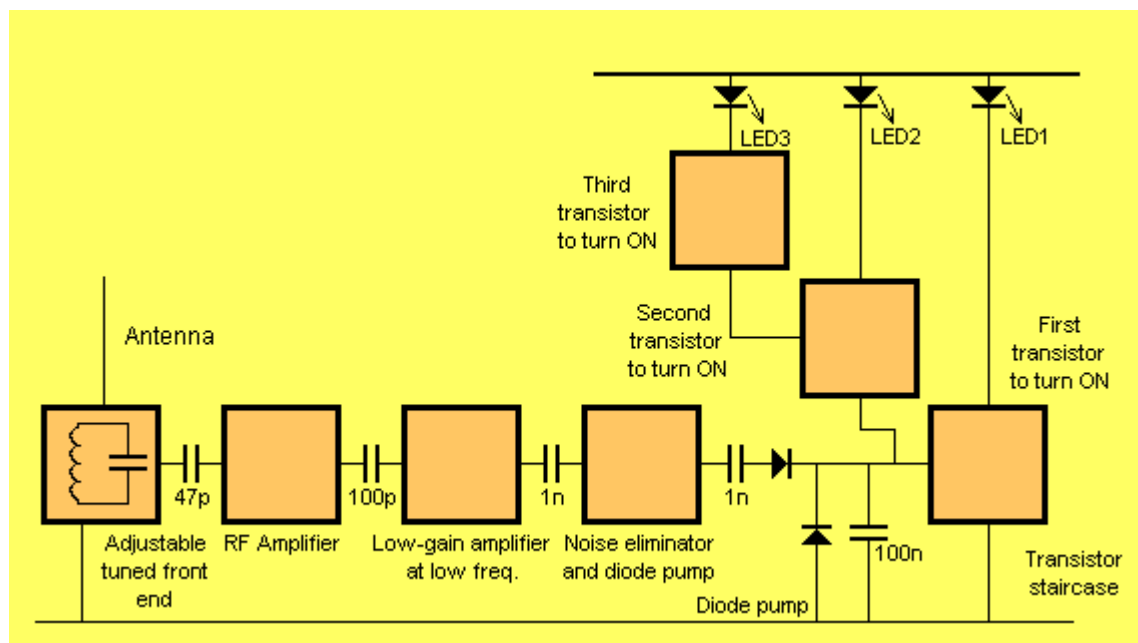 LED3
LED2
LED1
Third
transistor
to turn ON
Second
transistor
to turn ON
First
transistor
to turn ON
Antenna
47p
100p
1n
1n
100n
Adjustable
tuned front
end
RF Amplifier
Low-gain amplifier
at low freq.
Noise eliminator
and diode pump
Diode pump
Transistor
staircase